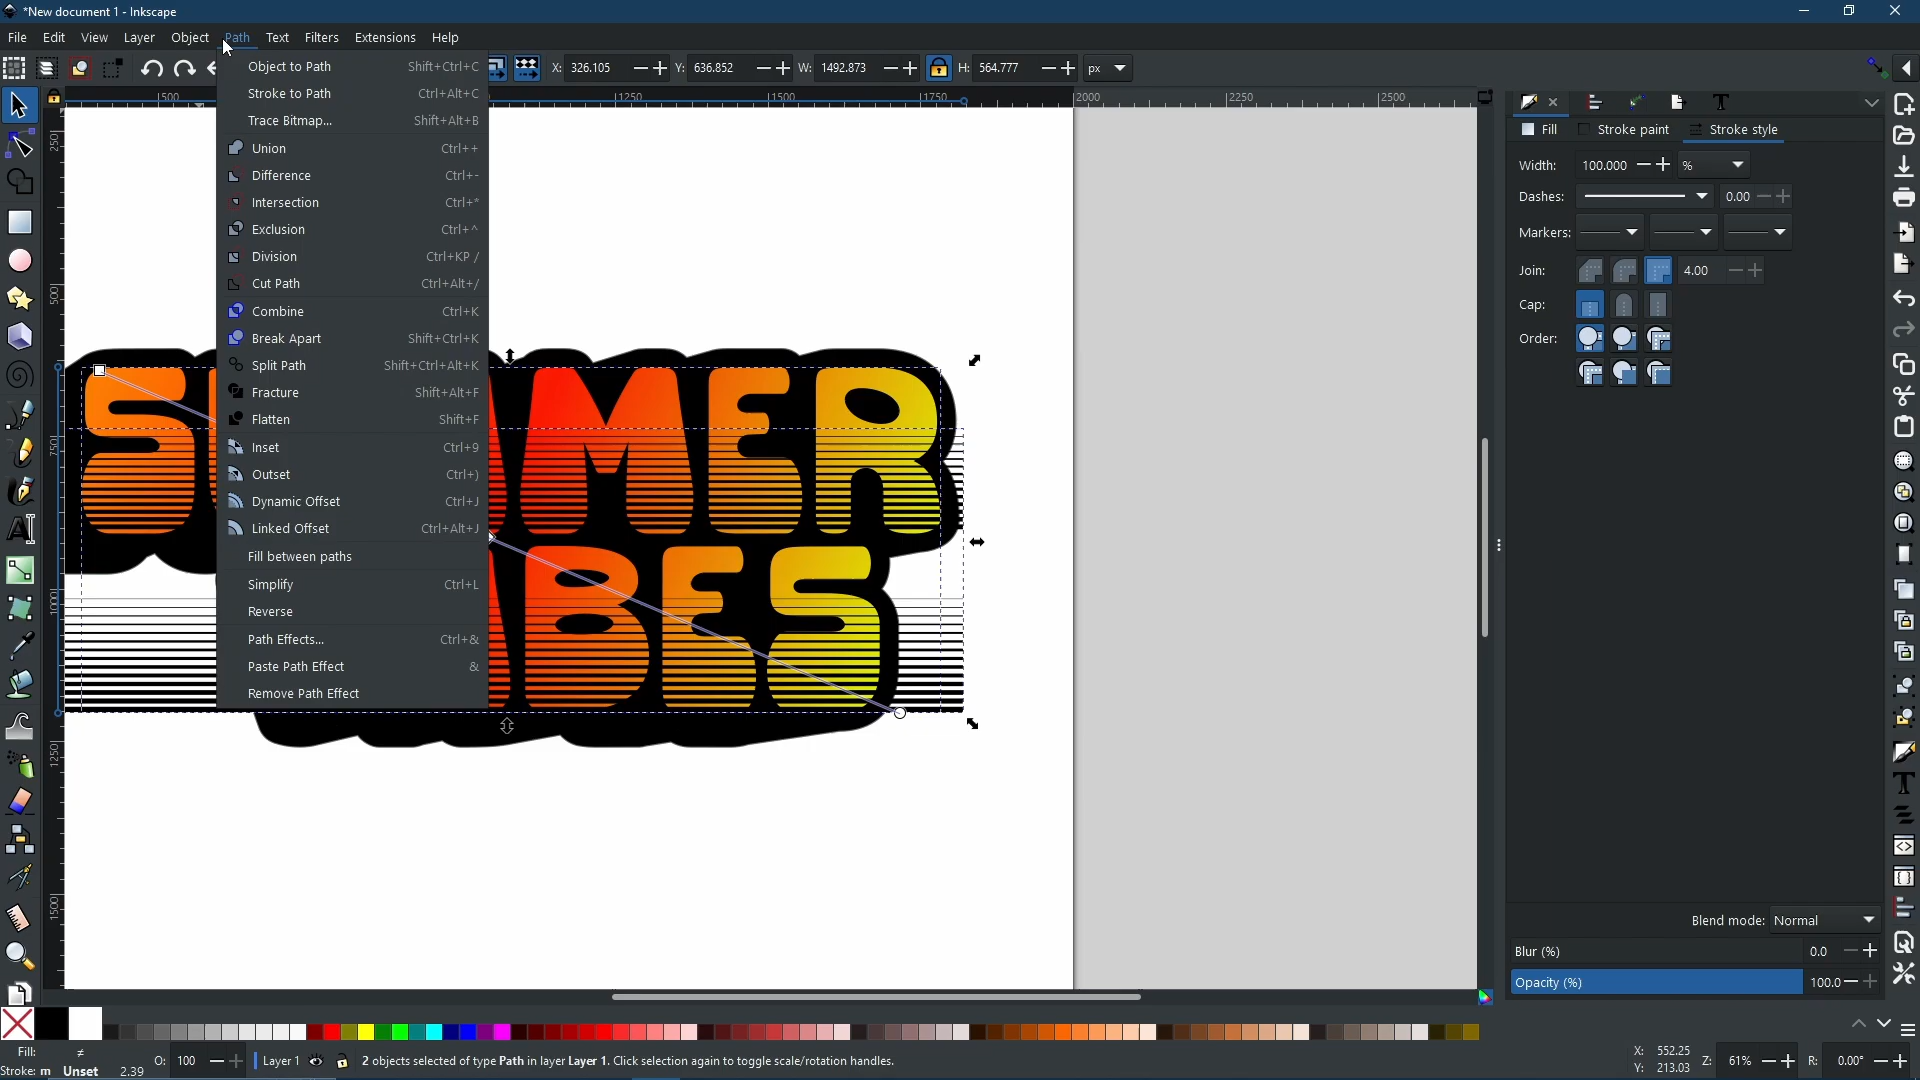 *New document 1 - Inkscape
File Edit View Layer Object Path Text Filters Extensions Help
X: 326.105 Y: 636.852 W: 1492.873 H: 564.777 px
Object to Path Shift+Ctrl+C
Stroke to Path Ctrl+Alt+C
Trace Bitmap... Shift+Alt+B
Union Ctrl++
Difference Ctrl+-
Intersection Ctrl+*
Exclusion Ctrl+^
Division Ctrl+KP /
Cut Path Ctrl+Alt+/
Combine Ctrl+K
Break Apart Shift+Ctrl+K
Split Path Shift+Ctrl+Alt+K
Fracture Shift+Alt+F
Flatten Shift+F
Inset Ctrl+9
Outset Ctrl+)
Dynamic Offset Ctrl+J
Linked Offset Ctrl+Alt+J
Fill between paths
Simplify Ctrl+L
Reverse
Path Effects... Ctrl+&
Paste Path Effect &
Remove Path Effect
500 1250 1500 1750 2000 2250 2500
250
500
750
1000
1250
1500
MER
BES
Fill Stroke paint Stroke style
Width: 100.000 %
Dashes: 0.00
Markers:
Join: 4.00
Cap:
Order:
Blend mode: Normal
Blur (%) 0.0
Opacity (%) 100.0
Fill: ≠
Stroke: m Unset 2.39
O: 100 Layer 1 2 objects selected of type Path in layer Layer 1. Click selection again to toggle scale/rotation handles.
X: 552.25
Y: 213.03
Z: 61% R: 0.00°